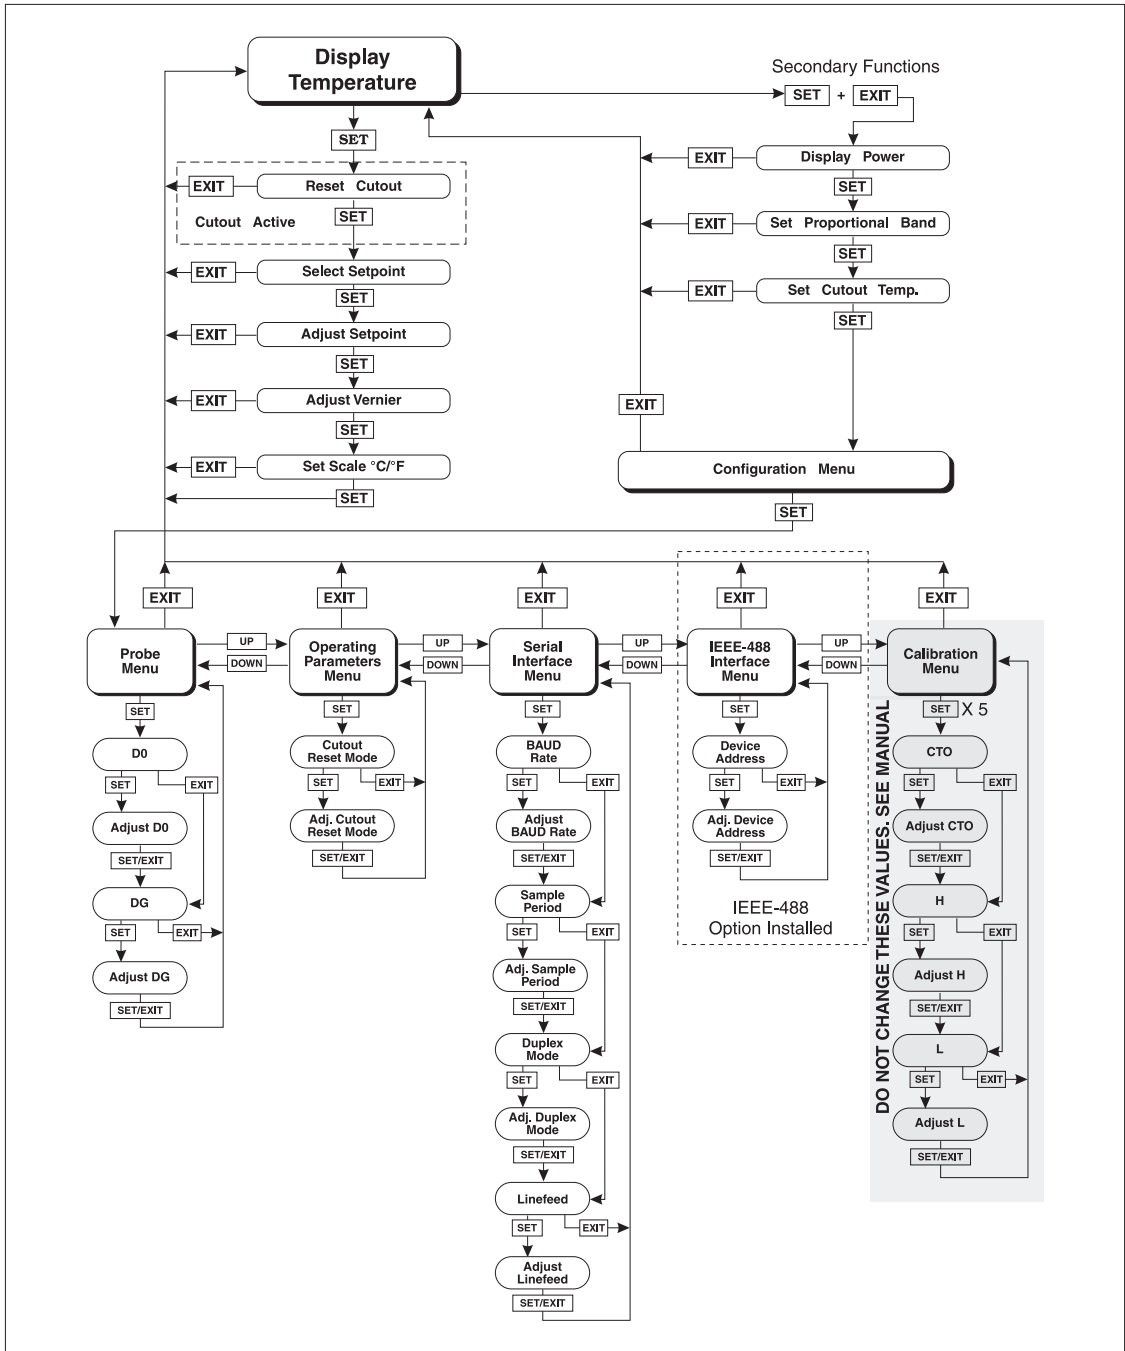 Display
Temperature
Secondary Functions
SET + EXIT
SET
EXIT Reset Cutout
Cutout Active SET
EXIT Select Setpoint
SET
EXIT Adjust Setpoint
SET
EXIT Adjust Vernier
SET
EXIT Set Scale °C/°F
SET
EXIT Display Power
SET
EXIT Set Proportional Band
SET
EXIT Set Cutout Temp.
SET
EXIT
Configuration Menu
SET
EXIT
Probe
Menu
UP
DOWN
SET
D0
SET EXIT
Adjust D0
SET/EXIT
DG
SET EXIT
Adjust DG
SET/EXIT
EXIT
Operating
Parameters
Menu
UP
DOWN
SET
Cutout
Reset Mode
SET EXIT
Adj. Cutout
Reset Mode
SET/EXIT
EXIT
Serial
Interface
Menu
UP
DOWN
SET
BAUD
Rate
SET EXIT
Adjust
BAUD Rate
SET/EXIT
Sample
Period
SET EXIT
Adj. Sample
Period
SET/EXIT
Duplex
Mode
SET EXIT
Adj. Duplex
Mode
SET/EXIT
Linefeed
SET EXIT
Adjust
Linefeed
SET/EXIT
EXIT
IEEE-488
Interface
Menu
UP
DOWN
SET
Device
Address
SET EXIT
Adj. Device
Address
SET/EXIT
IEEE-488
Option Installed
EXIT
Calibration
Menu
SET X 5
CTO
SET EXIT
Adjust CTO
SET/EXIT
H
SET EXIT
Adjust H
SET/EXIT
L
SET EXIT
Adjust L
SET/EXIT
DO NOT CHANGE THESE VALUES. SEE MANUAL